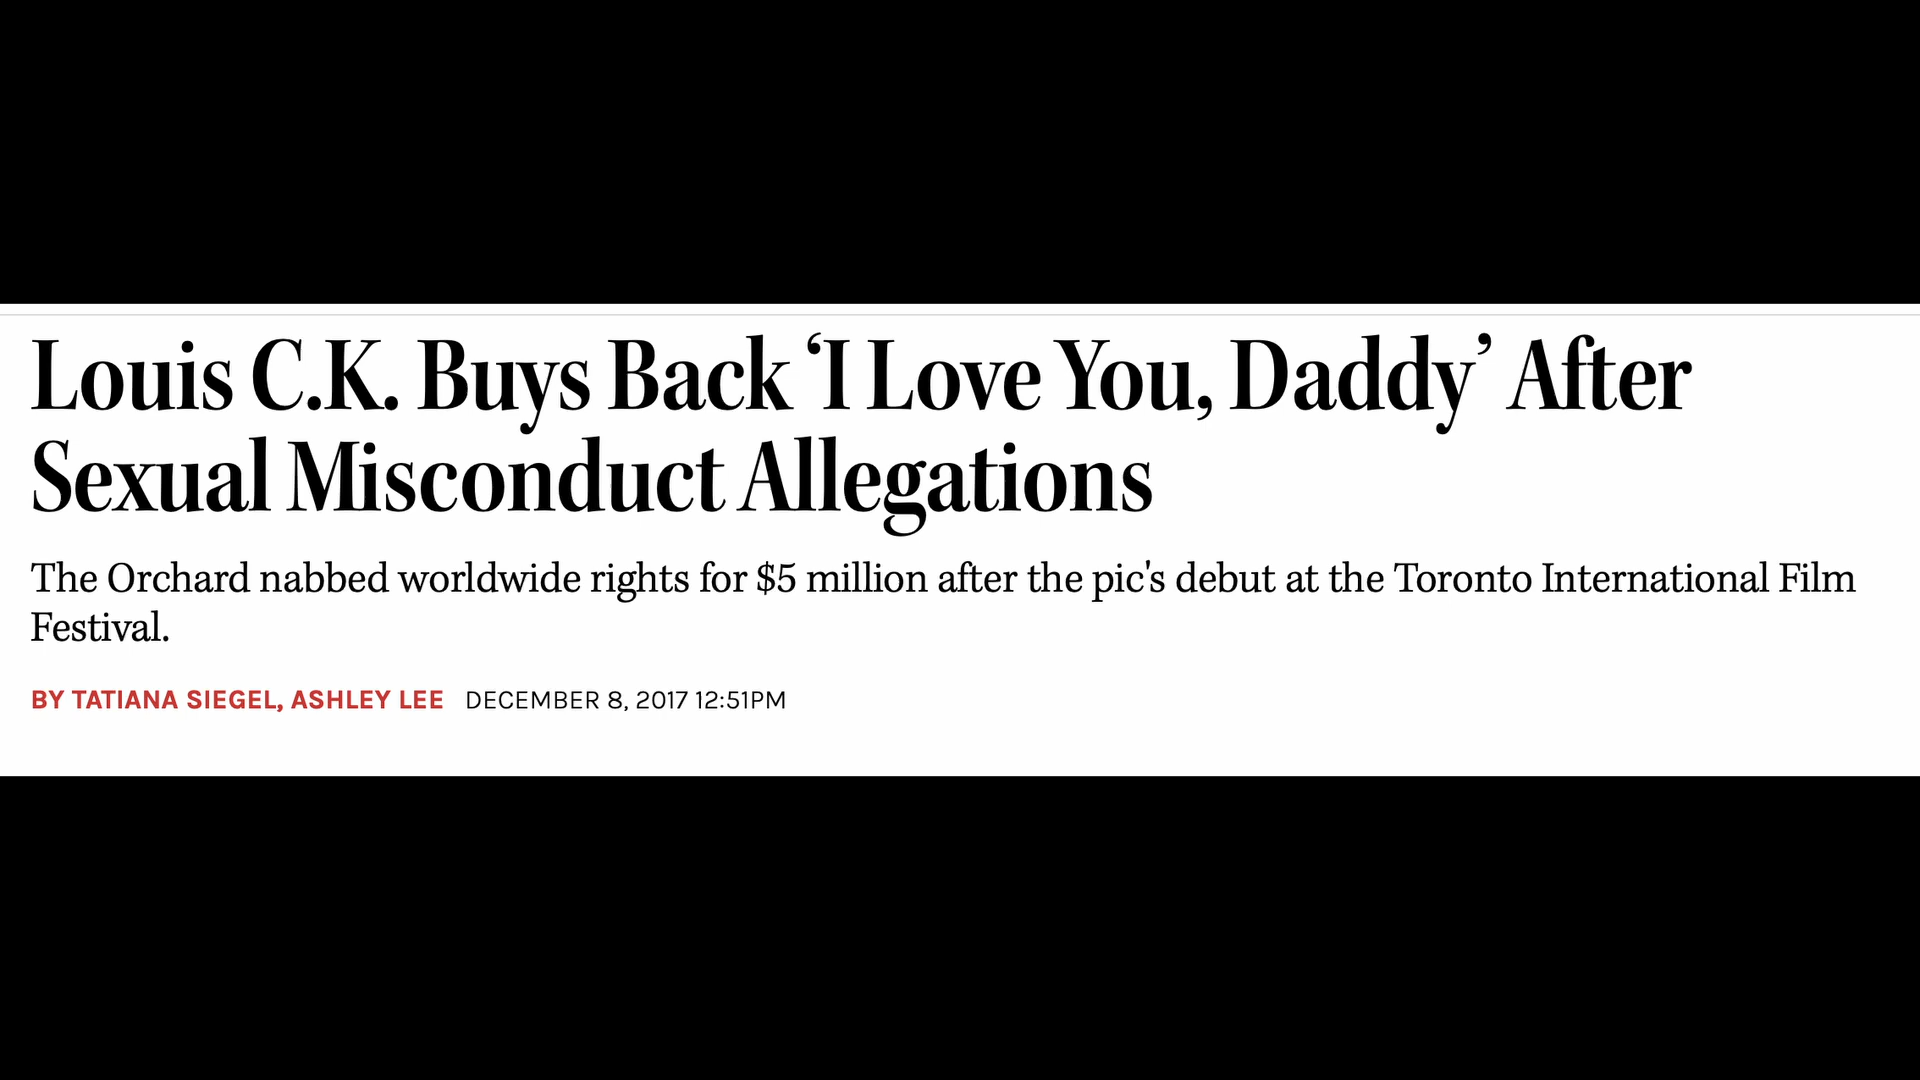 Louis C.K. Buys Back ‘I Love You, Daddy’ After
Sexual Misconduct Allegations
The Orchard nabbed worldwide rights for $5 million after the pic's debut at the Toronto International Film
Festival.
BY TATIANA SIEGEL, ASHLEY LEE DECEMBER 8, 2017 12:51PM